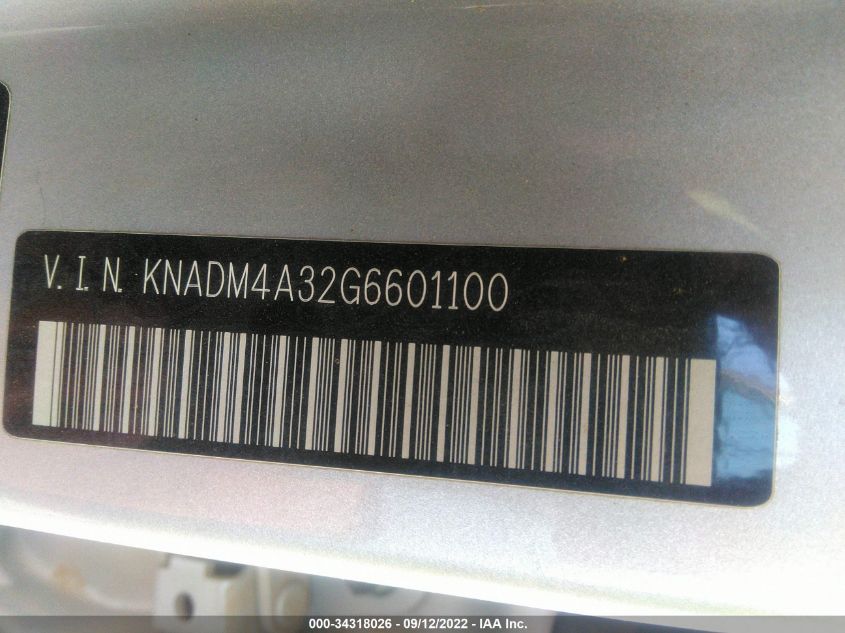 V.I.N. KNADM4A32G6601100
000-34318026 - 09/12/2022 - IAA Inc.